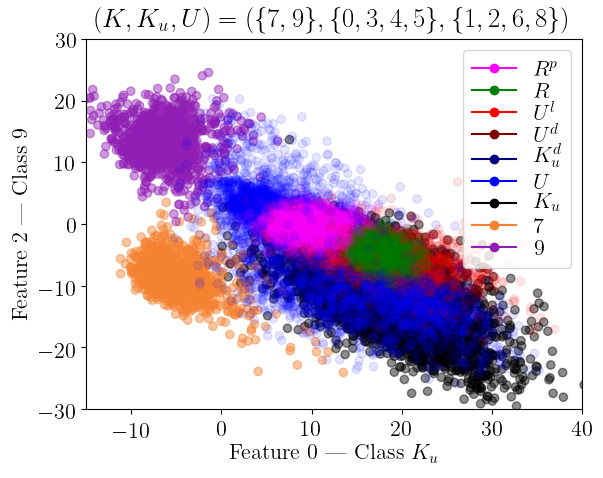 (K, K_u, U) = ({7, 9}, {0, 3, 4, 5}, {1, 2, 6, 8})
30
20
10
0
−10
−20
−30
Feature 2 — Class 9
R^p
R
U^l
U^d
K_u^d
U
K_u
7
9
−10
0
10
20
30
40
Feature 0 — Class K_u